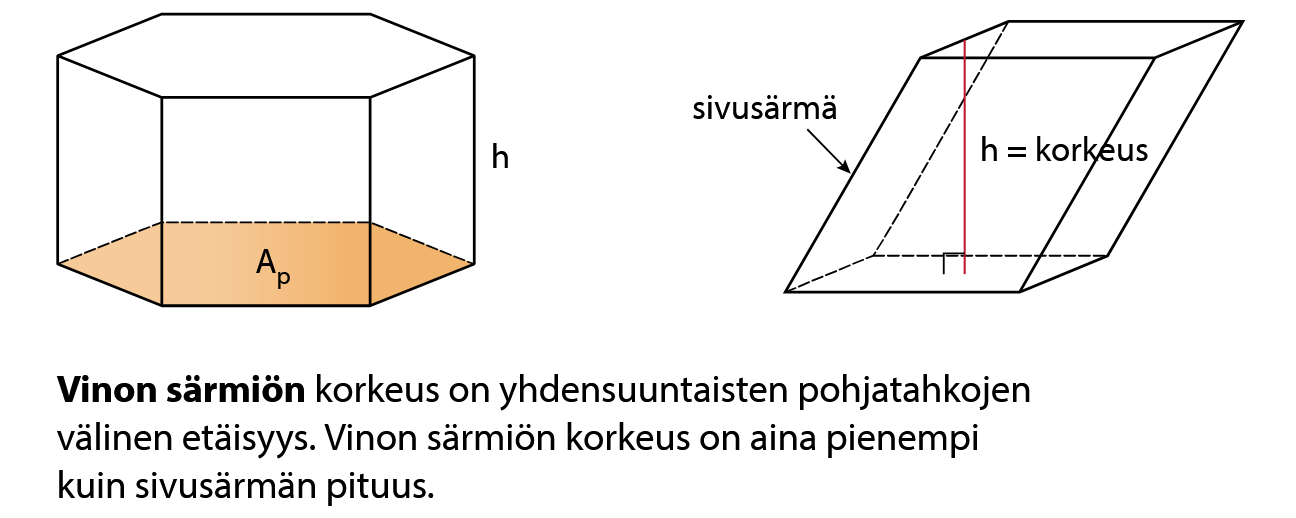 sivusärmä
h
h = korkeus
Ap
Vinon särmiön korkeus on yhdensuuntaisten pohjatahkojen
välinen etäisyys. Vinon särmiön korkeus on aina pienempi
kuin sivusärmän pituus.